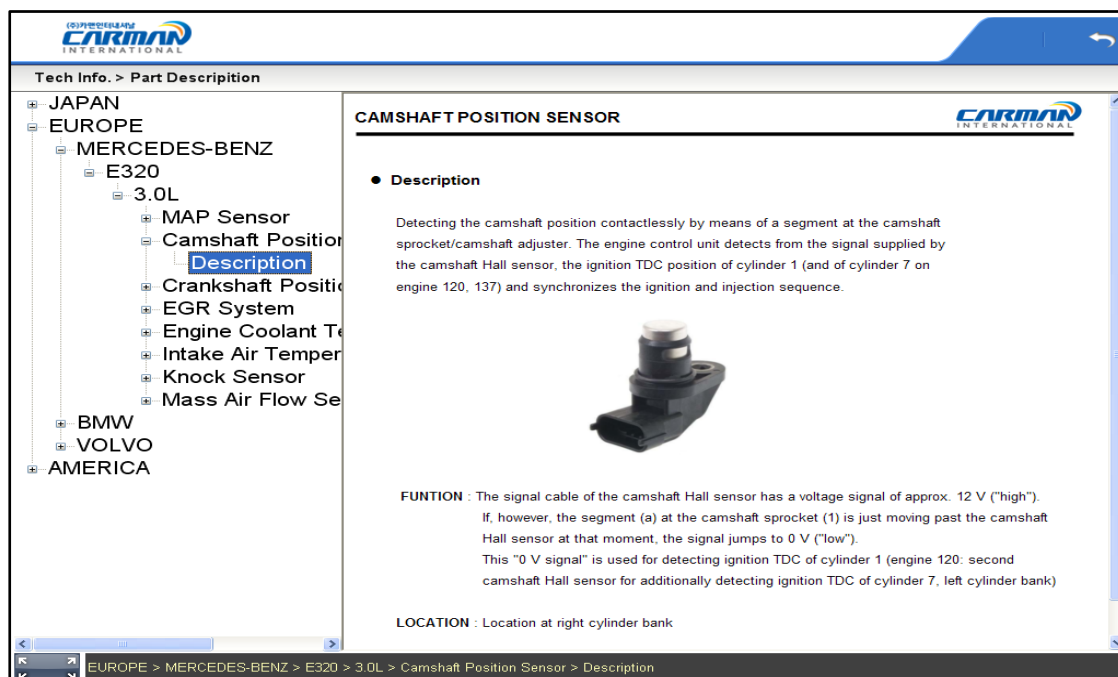 (주)카맨인터내셔날
CARMAN
INTERNATIONAL
Tech Info. > Part Descripition
JAPAN
EUROPE
MERCEDES-BENZ
E320
3.0L
MAP Sensor
Camshaft Position
Description
Crankshaft Positio
EGR System
Engine Coolant Te
Intake Air Temper
Knock Sensor
Mass Air Flow Se
BMW
VOLVO
AMERICA
CAMSHAFT POSITION SENSOR
CARMAN
INTERNATIONAL
● Description
Detecting the camshaft position contactlessly by means of a segment at the camshaft
sprocket/camshaft adjuster. The engine control unit detects from the signal supplied by
the camshaft Hall sensor, the ignition TDC position of cylinder 1 (and of cylinder 7 on
engine 120, 137) and synchronizes the ignition and injection sequence.
FUNTION : The signal cable of the camshaft Hall sensor has a voltage signal of approx. 12 V ("high").
If, however, the segment (a) at the camshaft sprocket (1) is just moving past the camshaft
Hall sensor at that moment, the signal jumps to 0 V ("low").
This "0 V signal" is used for detecting ignition TDC of cylinder 1 (engine 120: second
camshaft Hall sensor for additionally detecting ignition TDC of cylinder 7, left cylinder bank)
LOCATION : Location at right cylinder bank
EUROPE > MERCEDES-BENZ > E320 > 3.0L > Camshaft Position Sensor > Description